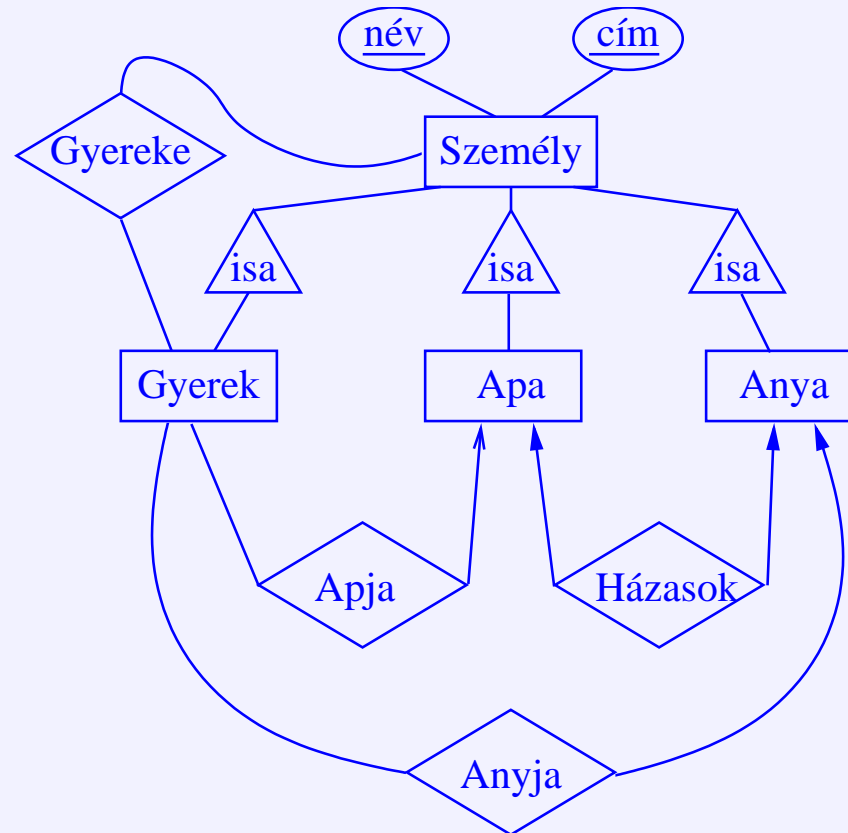 név
cím
Gyereke
Személy
isa
isa
isa
Gyerek
Apa
Anya
Apja
Házasok
Anyja